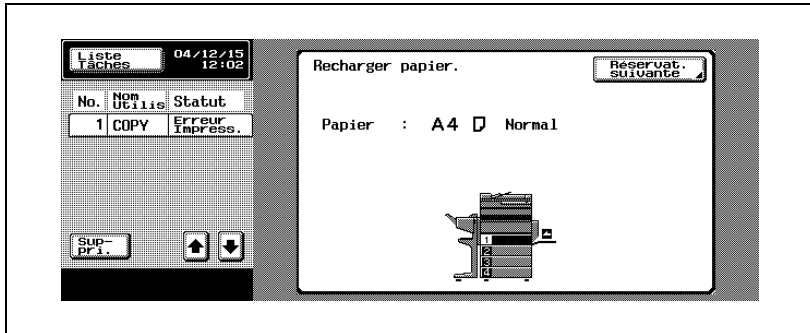 Liste
Tâches
04/12/15
12:02
No. Nom Utilis Statut
1 COPY Erreur Impress.
Sup-
pri.
Recharger papier.
Réservat.
suivante
Papier : A4 Normal
1
2
3
4